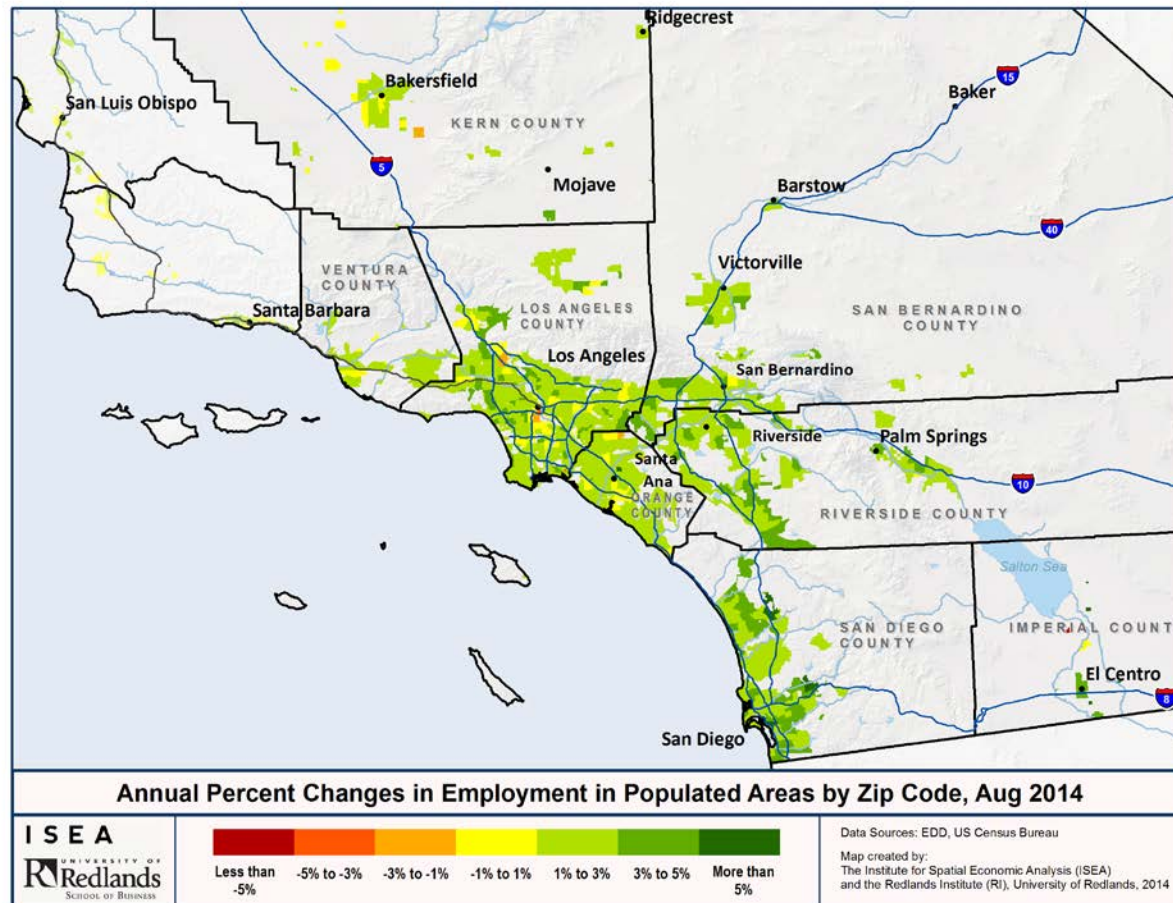 Ridgecrest
Bakersfield
San Luis Obispo
KERN COUNTY
Baker
15
5
Mojave
Barstow
40
Victorville
VENTURA
COUNTY
LOS ANGELES
COUNTY
SAN BERNARDINO
COUNTY
Santa Barbara
Los Angeles
San Bernardino
Riverside
Palm Springs
Santa
Ana
ORANGE
COUNTY
10
RIVERSIDE COUNTY
Salton Sea
SAN DIEGO
COUNTY
IMPERIAL COUNT
El Centro
8
San Diego
Annual Percent Changes in Employment in Populated Areas by Zip Code, Aug 2014
ISEA
UNIVERSITY OF
R Redlands
SCHOOL OF BUSINESS
Less than
-5%
-5% to -3%
-3% to -1%
-1% to 1%
1% to 3%
3% to 5%
More than
5%
Data Sources: EDD, US Census Bureau
Map created by:
The Institute for Spatial Economic Analysis (ISEA)
and the Redlands Institute (RI), University of Redlands, 2014